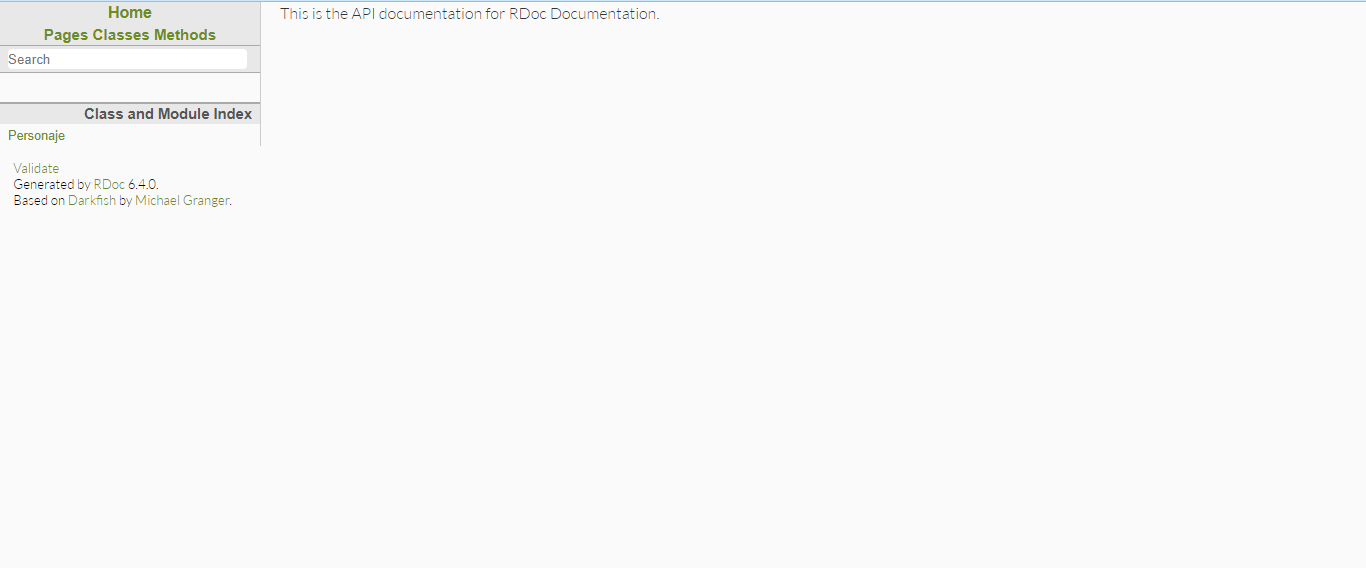 Home
Pages Classes Methods
Search
Class and Module Index
Personaje
Validate
Generated by RDoc 6.4.0.
Based on Darkfish by Michael Granger.
This is the API documentation for RDoc Documentation.